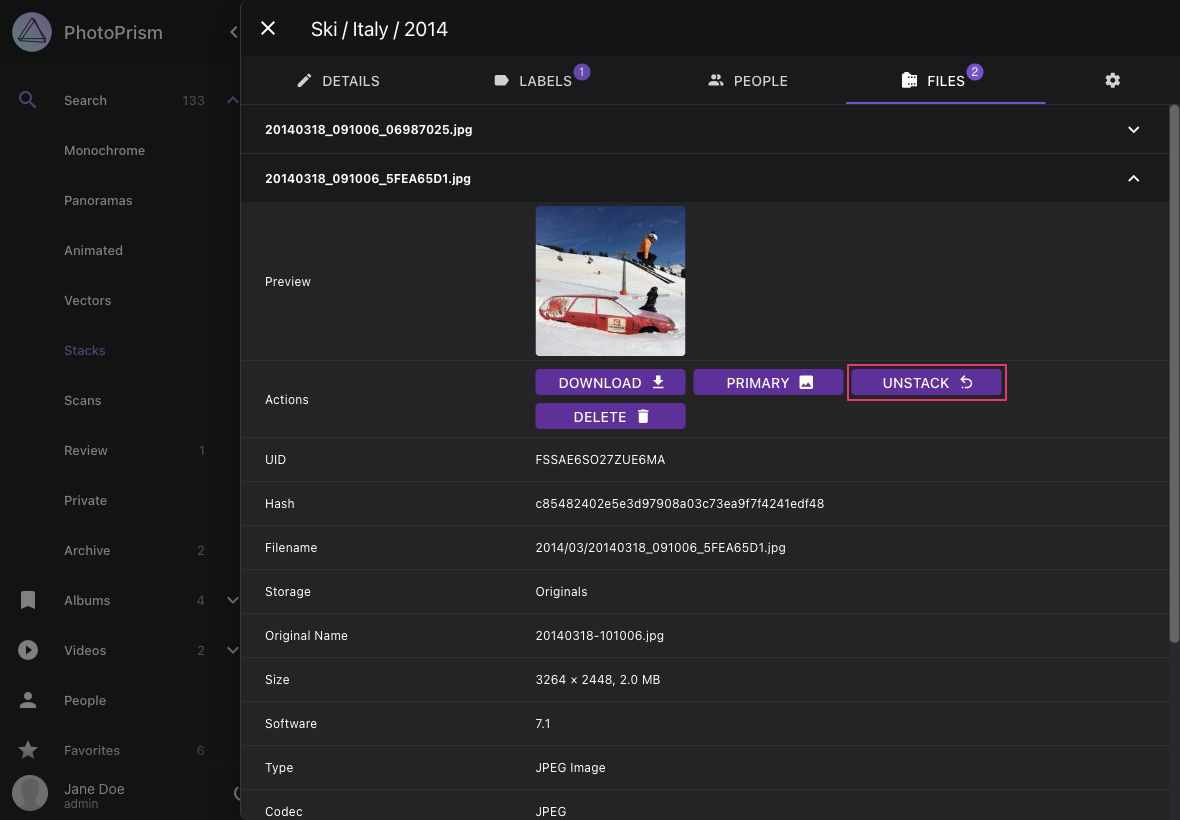 PhotoPrism
Search 133
Monochrome
Panoramas
Animated
Vectors
Stacks
Scans
Review 1
Private
Archive 2
Albums 4
Videos 2
People
Favorites 6
Jane Doe
admin
Ski / Italy / 2014
DETAILS LABELS 1 PEOPLE FILES 2
20140318_091006_06987025.jpg
20140318_091006_5FEA65D1.jpg
Preview
Actions
DOWNLOAD PRIMARY UNSTACK
DELETE
UID FSSAE6SO27ZUE6MA
Hash c85482402e5e3d97908a03c73ea9f7f4241edf48
Filename 2014/03/20140318_091006_5FEA65D1.jpg
Storage Originals
Original Name 20140318-101006.jpg
Size 3264 × 2448, 2.0 MB
Software 7.1
Type JPEG Image
Codec JPEG